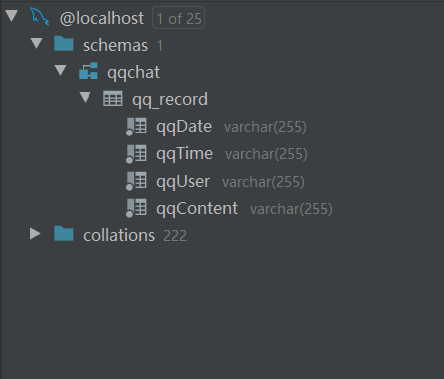 @localhost 1 of 25
schemas 1
qqchat
qq_record
qqDate varchar(255)
qqTime varchar(255)
qqUser varchar(255)
qqContent varchar(255)
collations 222